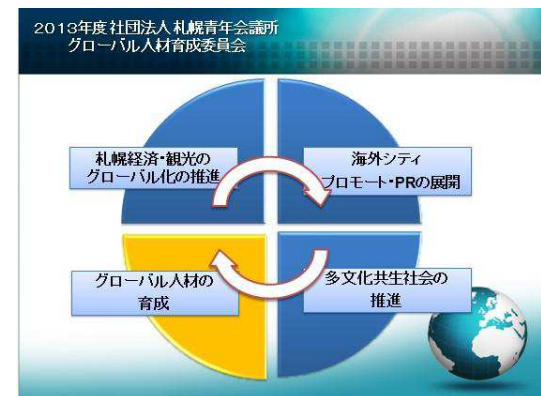 2013年度 社団法人 札幌青年会議所
グローバル人材育成委員会
札幌経済・観光の
グローバル化の推進
海外シティ
プロモート・PRの展開
グローバル人材の
育成
多文化共生社会の
推進